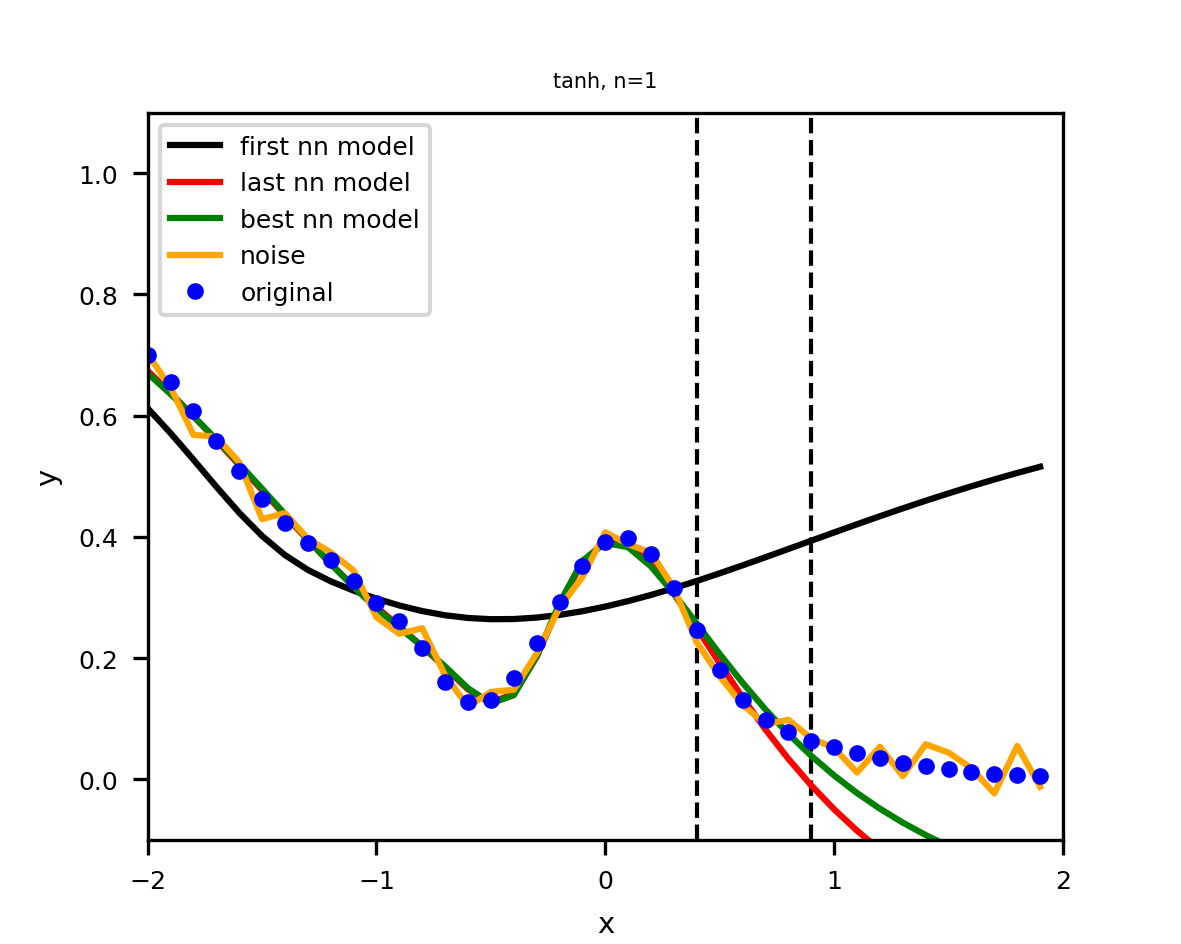 tanh, n=1
first nn model
last nn model
best nn model
noise
original
1.0
0.8
0.6
0.4
0.2
0.0
y
−2
−1
0
1
2
x